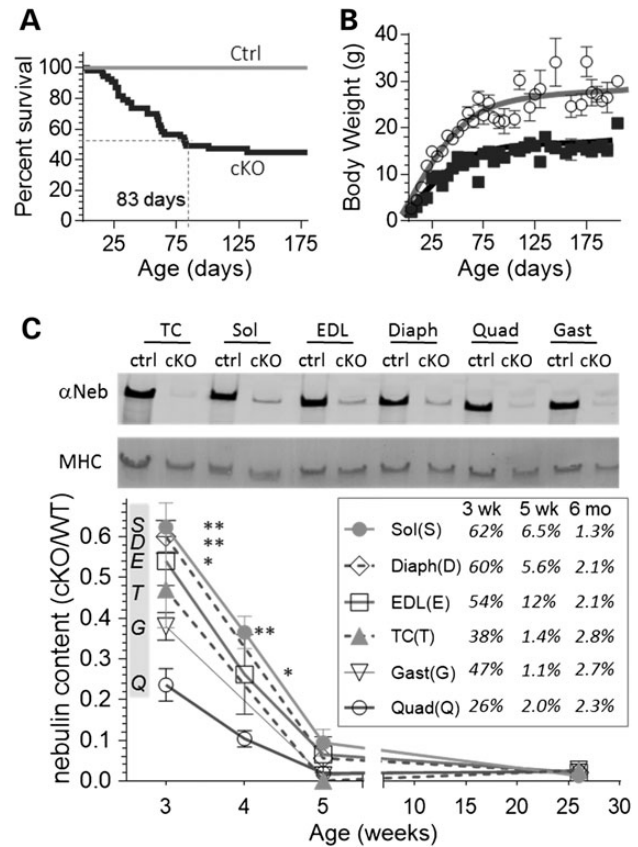 A
Percent survival
100
80
60
40
20
0
Ctrl
cKO
83 days
25 75 125 175
Age (days)
B
Body Weight (g)
40
30
20
10
0
25 75 125 175
Age (days)
C
TC Sol EDL Diaph Quad Gast
ctrl cKO ctrl cKO ctrl cKO ctrl cKO ctrl cKO ctrl cKO
αNeb
MHC
nebulin content (cKO/WT)
0.6
0.5
0.4
0.3
0.2
0.1
0.0
S
D
E
T
G
Q
**
**
*
**
*
3 wk 5 wk 6 mo
Sol(S) 62% 6.5% 1.3%
Diaph(D) 60% 5.6% 2.1%
EDL(E) 54% 12% 2.1%
TC(T) 38% 1.4% 2.8%
Gast(G) 47% 1.1% 2.7%
Quad(Q) 26% 2.0% 2.3%
3 4 5 10 15 20 25 30
Age (weeks)